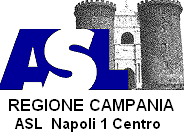 ASL
REGIONE CAMPANIA
ASL Napoli 1 Centro